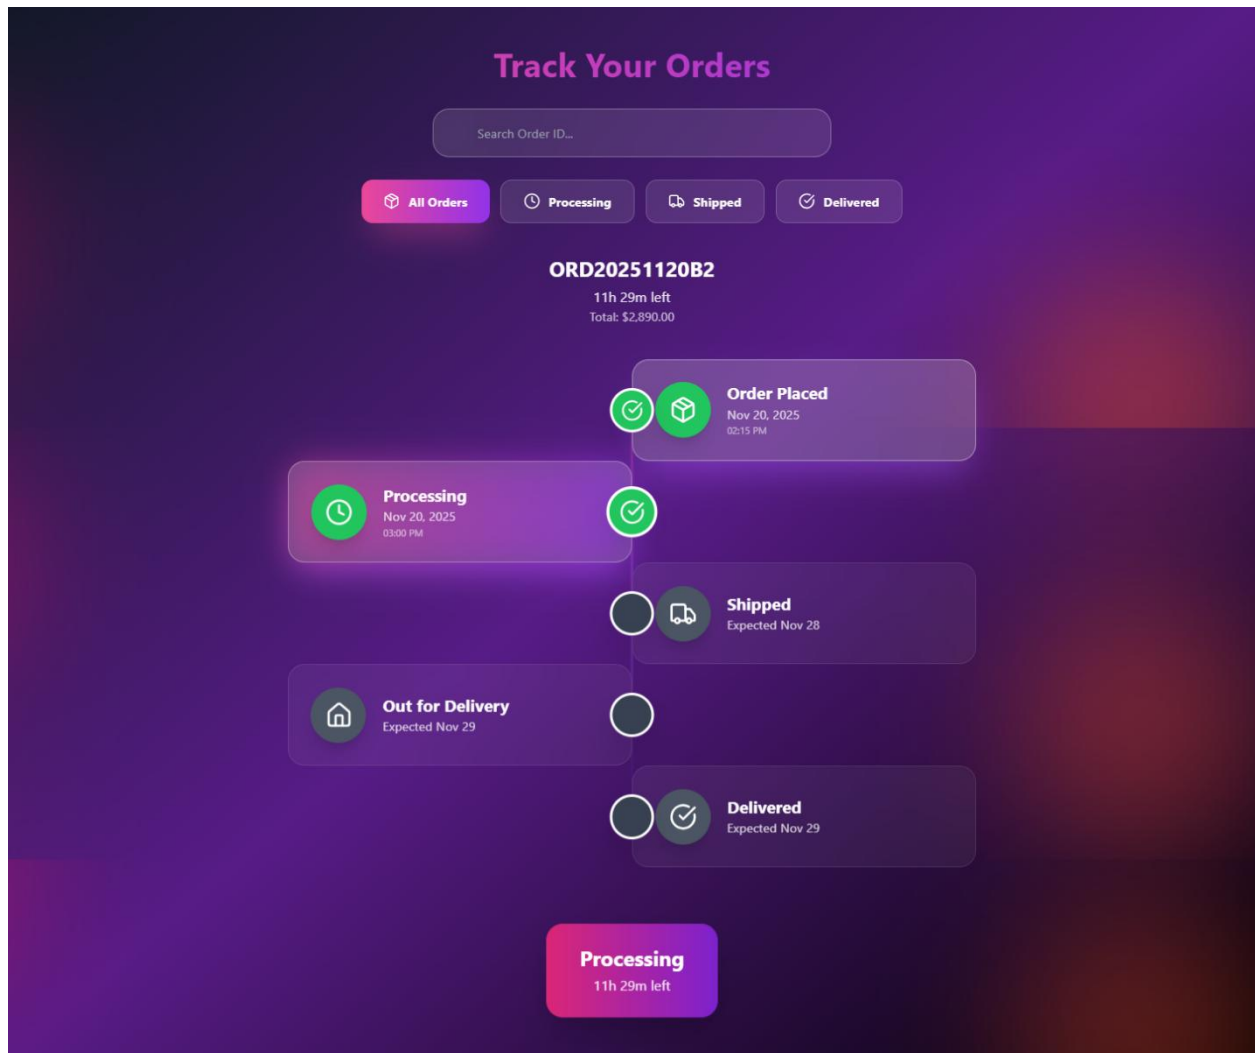 Track Your Orders
Search Order ID...
All Orders
Processing
Shipped
Delivered
ORD20251120B2
11h 29m left
Total: $2,890.00
Order Placed
Nov 20, 2025
02:15 PM
Processing
Nov 20, 2025
03:00 PM
Shipped
Expected Nov 28
Out for Delivery
Expected Nov 29
Delivered
Expected Nov 29
Processing
11h 29m left